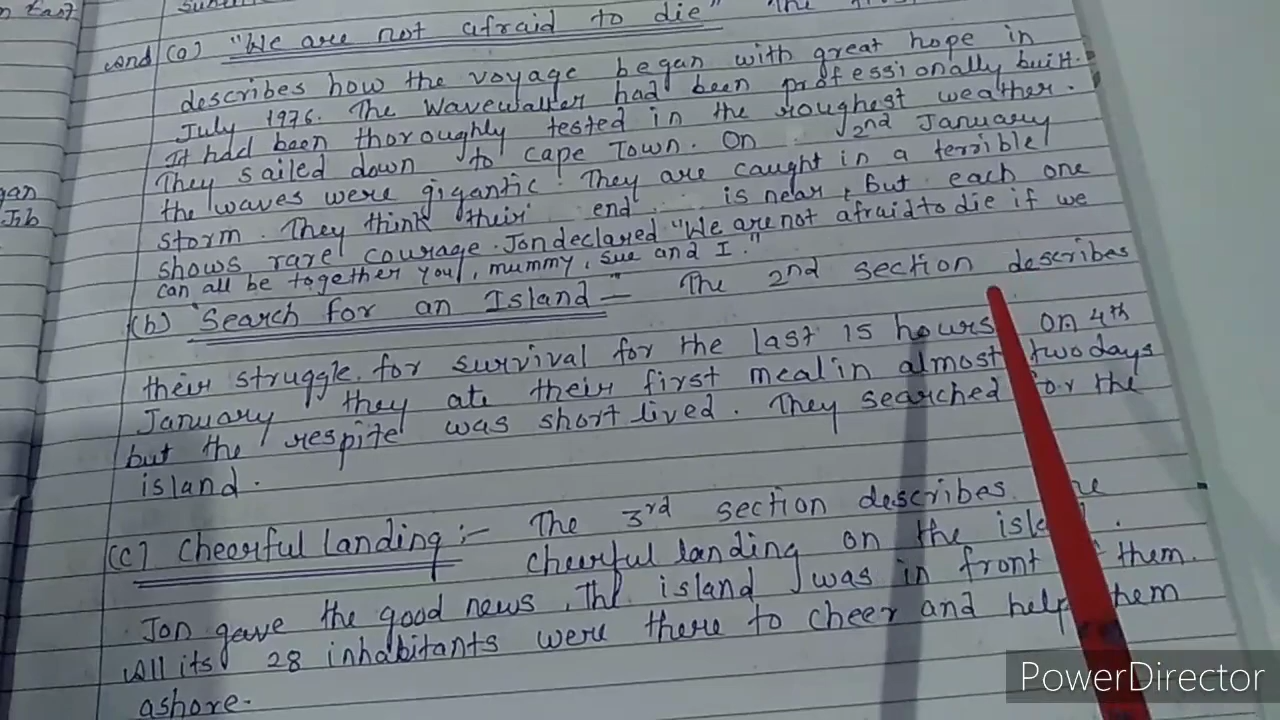 and (a) "We are not afraid to die" The
describes how the voyage began with great hope in
July 1976. The Wavewalker had been professionally built.
It had been thoroughly tested in the roughest weather.
They sailed down to Cape Town. On 2nd January
the waves were gigantic. They are caught in a terrible
storm. They think their end is near, But each one
shows rare courage. Jon declared "We are not afraid to die if we
can all be together you, mummy, sue and I."
(b) "Search for an Island" - The 2nd section describes
their struggle for survival for the last 15 hours. On 4th
January they ate their first meal in almost two days
but the respite was short lived. They searched for the
island.
(c) Cheerful Landing :- The 3rd section describes
cheerful landing on the
Jon gave the good news, The island was in front them.
All its 28 inhabitants were there to cheer and help them
ashore.
PowerDirector